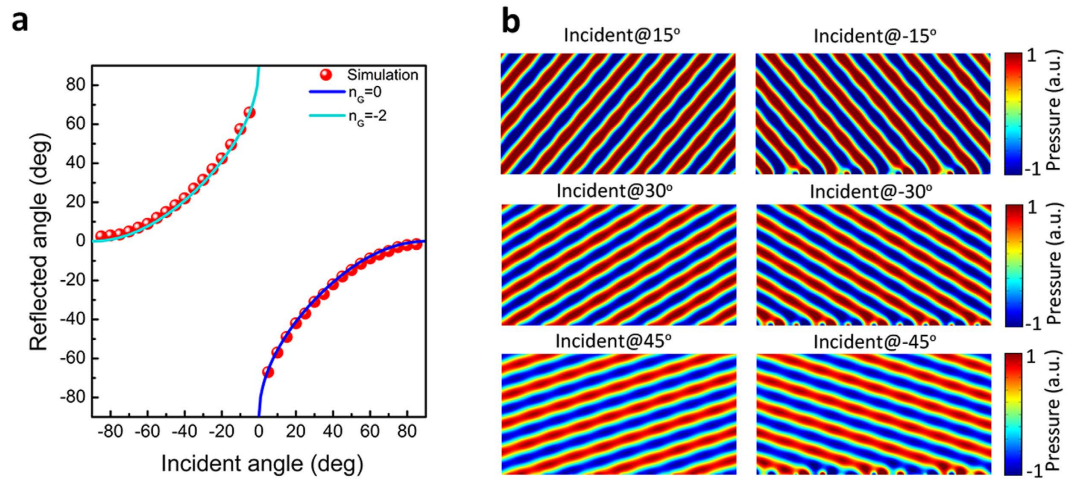 a
b
Reflected angle (deg)
80
60
40
20
0
-20
-40
-60
-80
-80 -60 -40 -20 0 20 40 60 80
Incident angle (deg)
Simulation
n_G=0
n_G=-2
Incident@15°
Incident@-15°
1
-1
Pressure (a.u.)
Incident@30°
Incident@-30°
1
-1
Pressure (a.u.)
Incident@45°
Incident@-45°
1
-1
Pressure (a.u.)